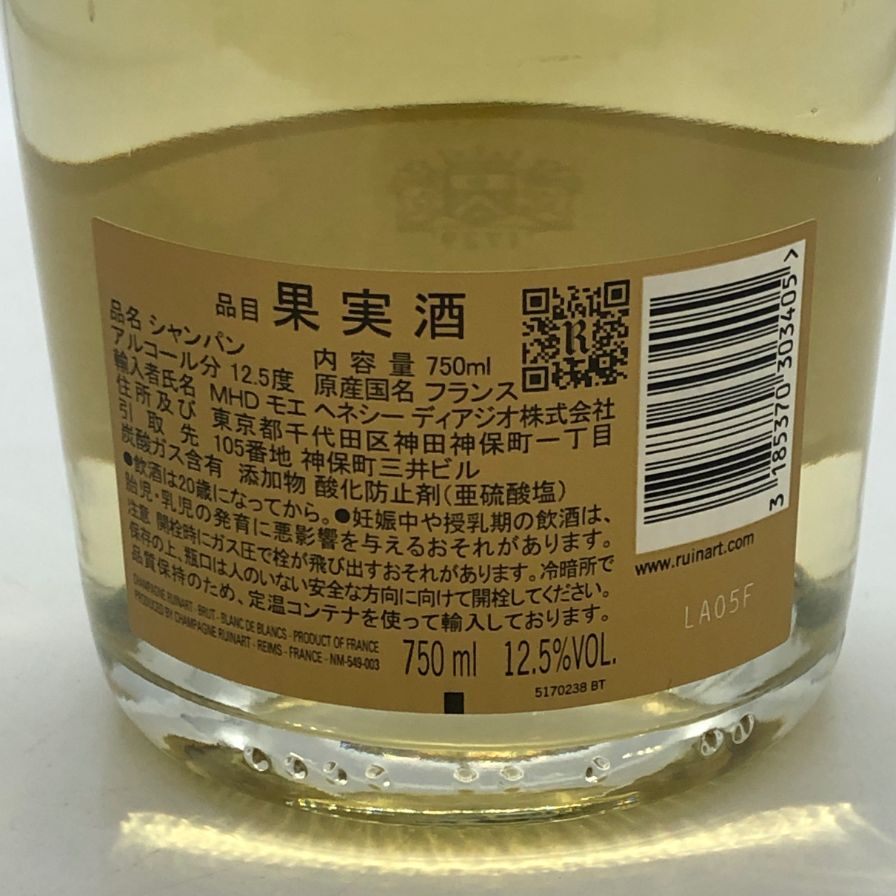 品目 果実酒
品名 シャンパン
アルコール分 12.5度 内容量 750ml
原産国名 フランス
輸入者氏名 MHD モエ ヘネシー ディアジオ株式会社
住所及び 東京都千代田区神田神保町一丁目
引取先 105番地 神保町三井ビル
炭酸ガス含有 添加物 酸化防止剤(亜硫酸塩)
●飲酒は20歳になってから。●妊娠中や授乳期の飲酒は、
胎児・乳児の発育に悪影響を与えるおそれがあります。
注意 開栓時にガス圧で栓が飛び出すおそれがあります。冷暗所で
保存の上、瓶口は人のいない安全な方向に向けて開栓してください。
品質保持のため、定温コンテナを使って輸入しております。
CHAMPAGNE RUINART - BRUT - BLANC DE BLANCS - PRODUCT OF FRANCE
PRODUCED BY CHAMPAGNE RUINART - REIMS - FRANCE - NM-549-003
750 ml 12.5%VOL.
5170238 BT
R
3 185370 303405 >
www.ruinart.com
LA05F